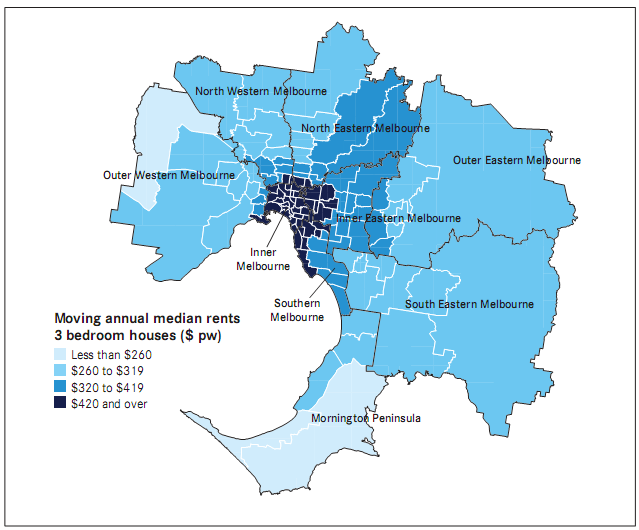 North Western Melbourne
North Eastern Melbourne
Outer Eastern Melbourne
Outer Western Melbourne
Inner Eastern Melbourne
Inner
Melbourne
Southern
Melbourne
South Eastern Melbourne
Moving annual median rents
3 bedroom houses ($ pw)
Less than $260
$260 to $319
$320 to $419
$420 and over
Mornington Peninsula